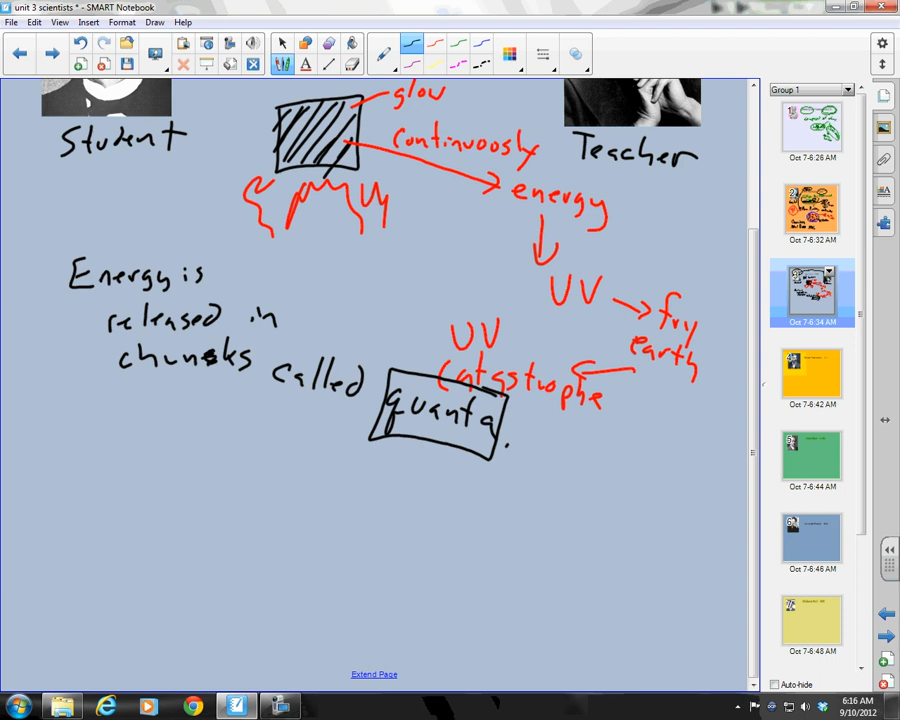 unit 3 scientists * - SMART Notebook
File Edit View Insert Format Draw Help
Group 1
glow
Student
continuously
Teacher
energy
UV
fry
earth
UV
Catastrophe
Energy is
released in
chunks called
quanta.
Extend Page
Oct 7-6:26 AM
Oct 7-6:32 AM
Oct 7-6:34 AM
Oct 7-6:42 AM
Oct 7-6:44 AM
Oct 7-6:46 AM
Oct 7-6:48 AM
Auto-hide
6:16 AM
9/10/2012